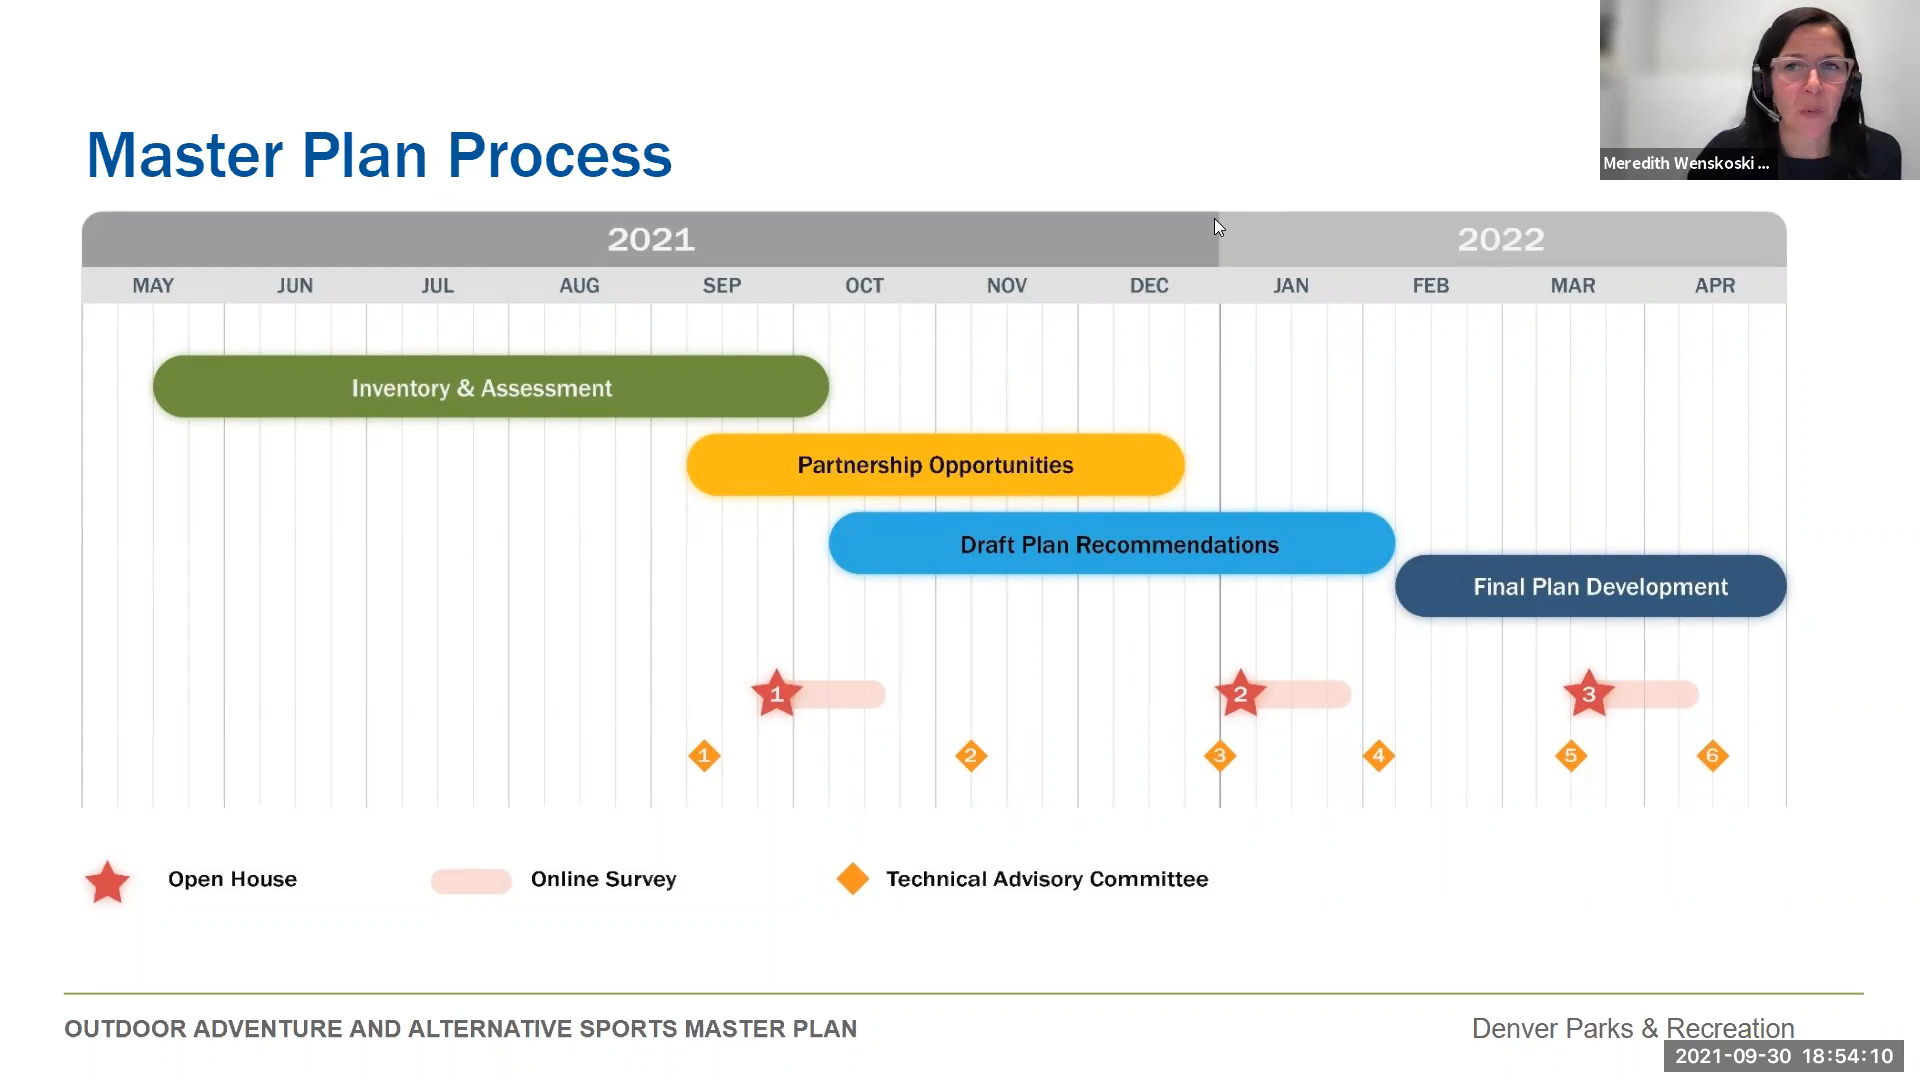 Meredith Wenskoski ...
Master Plan Process
2021 2022
MAY JUN JUL AUG SEP OCT NOV DEC JAN FEB MAR APR
Inventory & Assessment
Partnership Opportunities
Draft Plan Recommendations
Final Plan Development
1 2 3
1 2 3 4 5 6
Open House Online Survey Technical Advisory Committee
OUTDOOR ADVENTURE AND ALTERNATIVE SPORTS MASTER PLAN Denver Parks & Recreation
2021-09-30 18:54:10